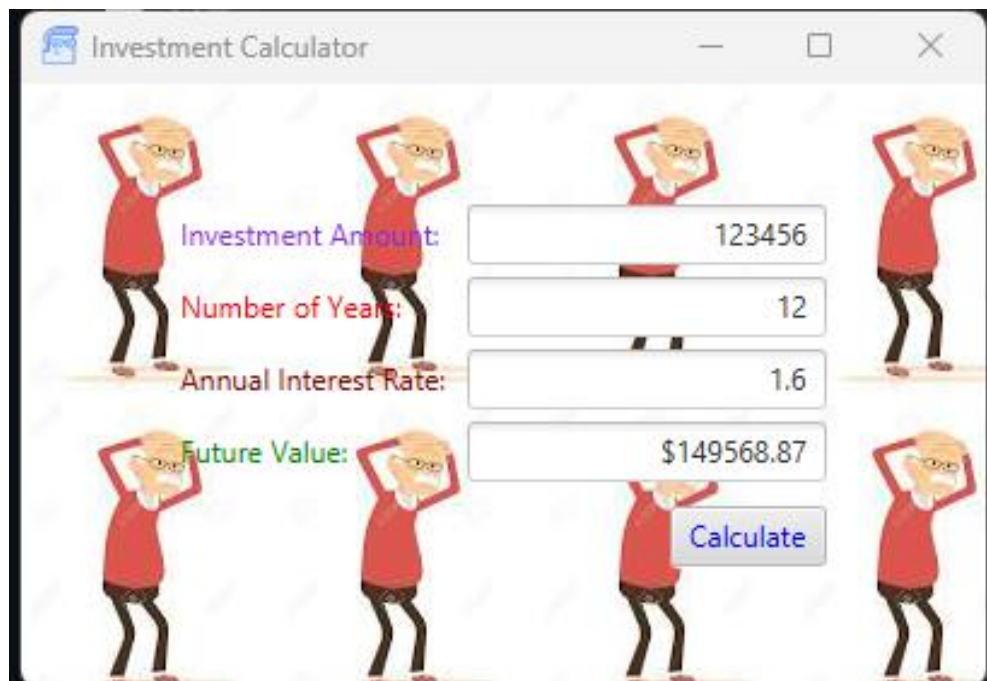 Investment Calculator
Investment Amount: 123456
Number of Years: 12
Annual Interest Rate: 1.6
Future Value: $149568.87
Calculate